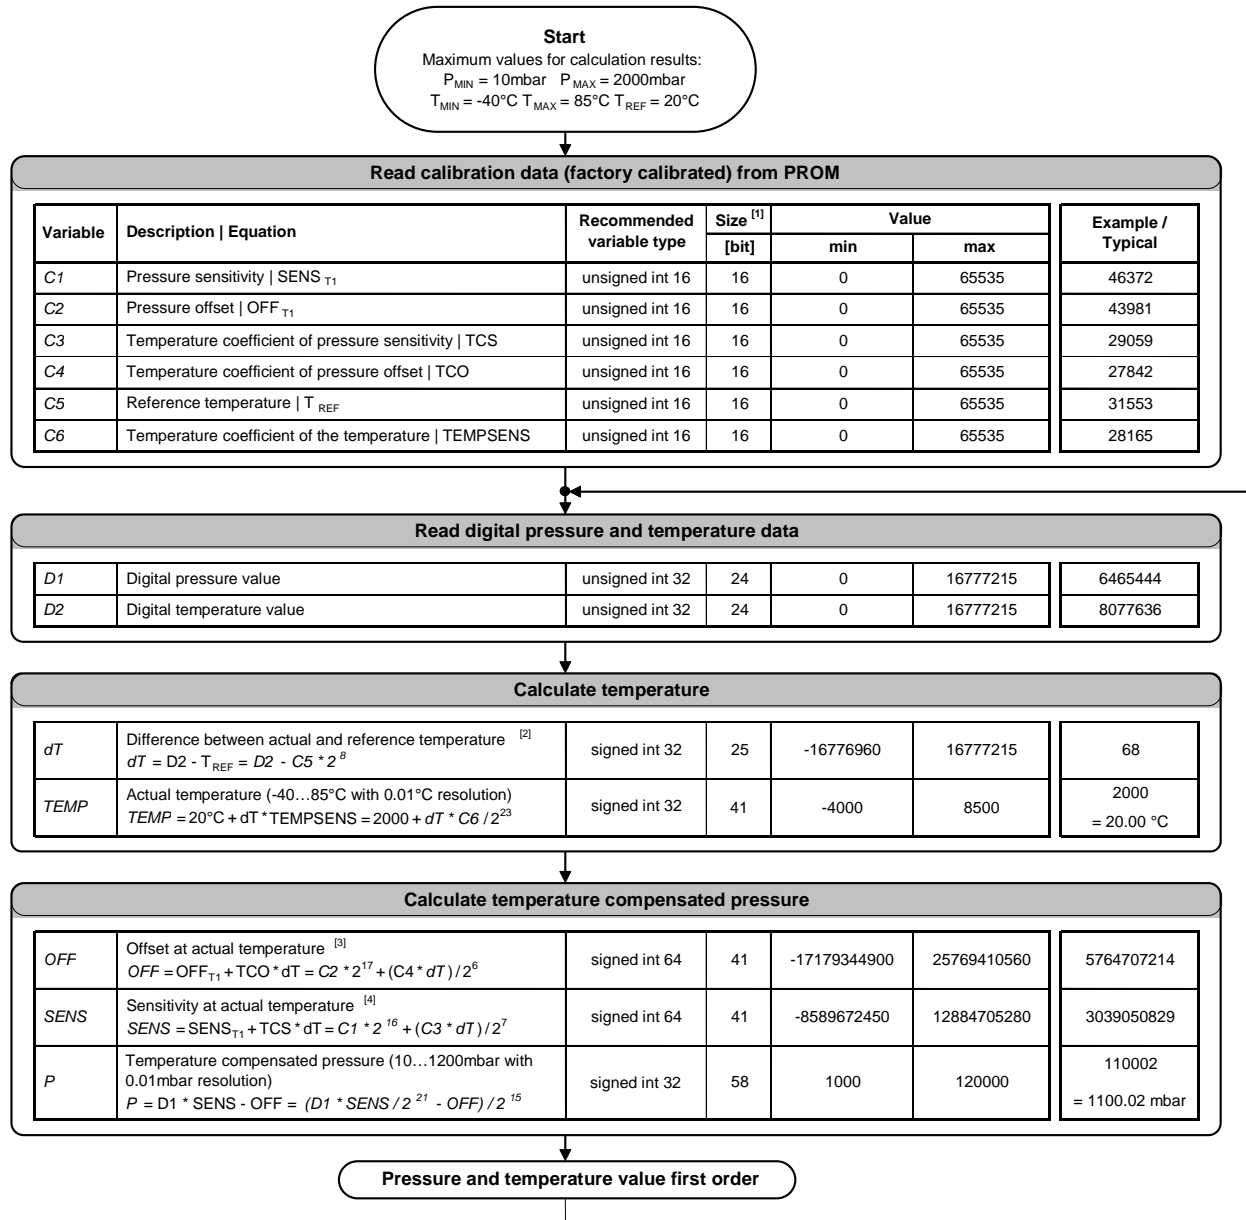 Start
Maximum values for calculation results:
P MIN = 10mbar P MAX = 2000mbar
T MIN = -40°C T MAX = 85°C T REF = 20°C
Read calibration data (factory calibrated) from PROM
Variable Description | Equation Recommended variable type Size [1] [bit] Value min max Example / Typical
C1 Pressure sensitivity | SENS T1 unsigned int 16 16 0 65535 46372
C2 Pressure offset | OFF T1 unsigned int 16 16 0 65535 43981
C3 Temperature coefficient of pressure sensitivity | TCS unsigned int 16 16 0 65535 29059
C4 Temperature coefficient of pressure offset | TCO unsigned int 16 16 0 65535 27842
C5 Reference temperature | T REF unsigned int 16 16 0 65535 31553
C6 Temperature coefficient of the temperature | TEMPSENS unsigned int 16 16 0 65535 28165
Read digital pressure and temperature data
D1 Digital pressure value unsigned int 32 24 0 16777215 6465444
D2 Digital temperature value unsigned int 32 24 0 16777215 8077636
Calculate temperature
Difference between actual and reference temperature [2]
dT signed int 32 25 -16776960 16777215 68
dT = D2 - T REF = D2 - C5 * 2^8
Actual temperature (-40…85°C with 0.01°C resolution) 2000
TEMP signed int 32 41 -4000 8500
TEMP = 20°C + dT * TEMPSENS = 2000 + dT * C6 / 2^23 = 20.00 °C
Calculate temperature compensated pressure
Offset at actual temperature [3]
OFF signed int 64 41 -17179344900 25769410560 5764707214
OFF = OFF T1 + TCO * dT = C2 * 2^17 + (C4 * dT) / 2^6
Sensitivity at actual temperature [4]
SENS signed int 64 41 -8589672450 12884705280 3039050829
SENS = SENS T1 + TCS * dT = C1 * 2^16 + (C3 * dT) / 2^7
Temperature compensated pressure (10…1200mbar with 110002
P 0.01mbar resolution) signed int 32 58 1000 120000
P = D1 * SENS - OFF = (D1 * SENS / 2^21 - OFF) / 2^15 = 1100.02 mbar
Pressure and temperature value first order